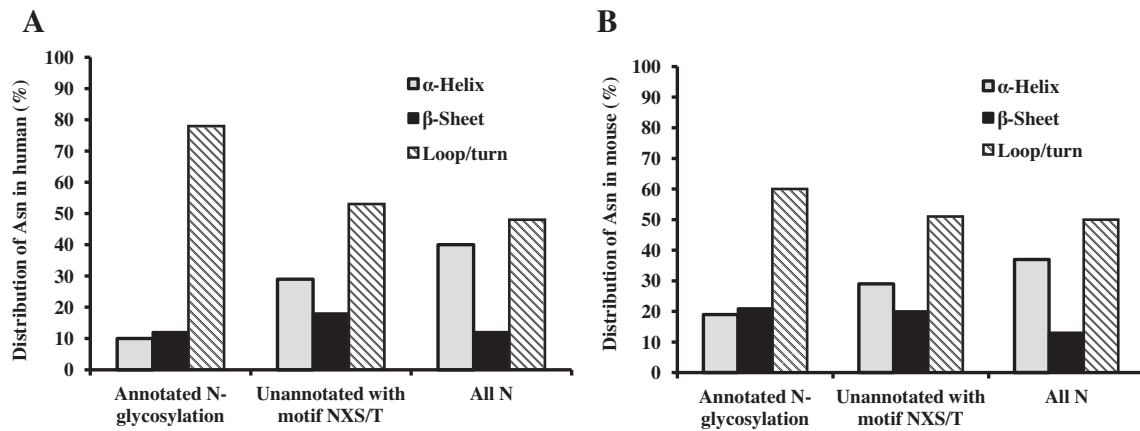 A
Distribution of Asn in human (%)
100
90
80
70
60
50
40
30
20
10
0
α-Helix
β-Sheet
Loop/turn
Annotated N-
glycosylation
Unannotated with
motif NXS/T
All N
B
Distribution of Asn in mouse (%)
100
90
80
70
60
50
40
30
20
10
0
α-Helix
β-Sheet
Loop/turn
Annotated N-
glycosylation
Unannotated with
motif NXS/T
All N